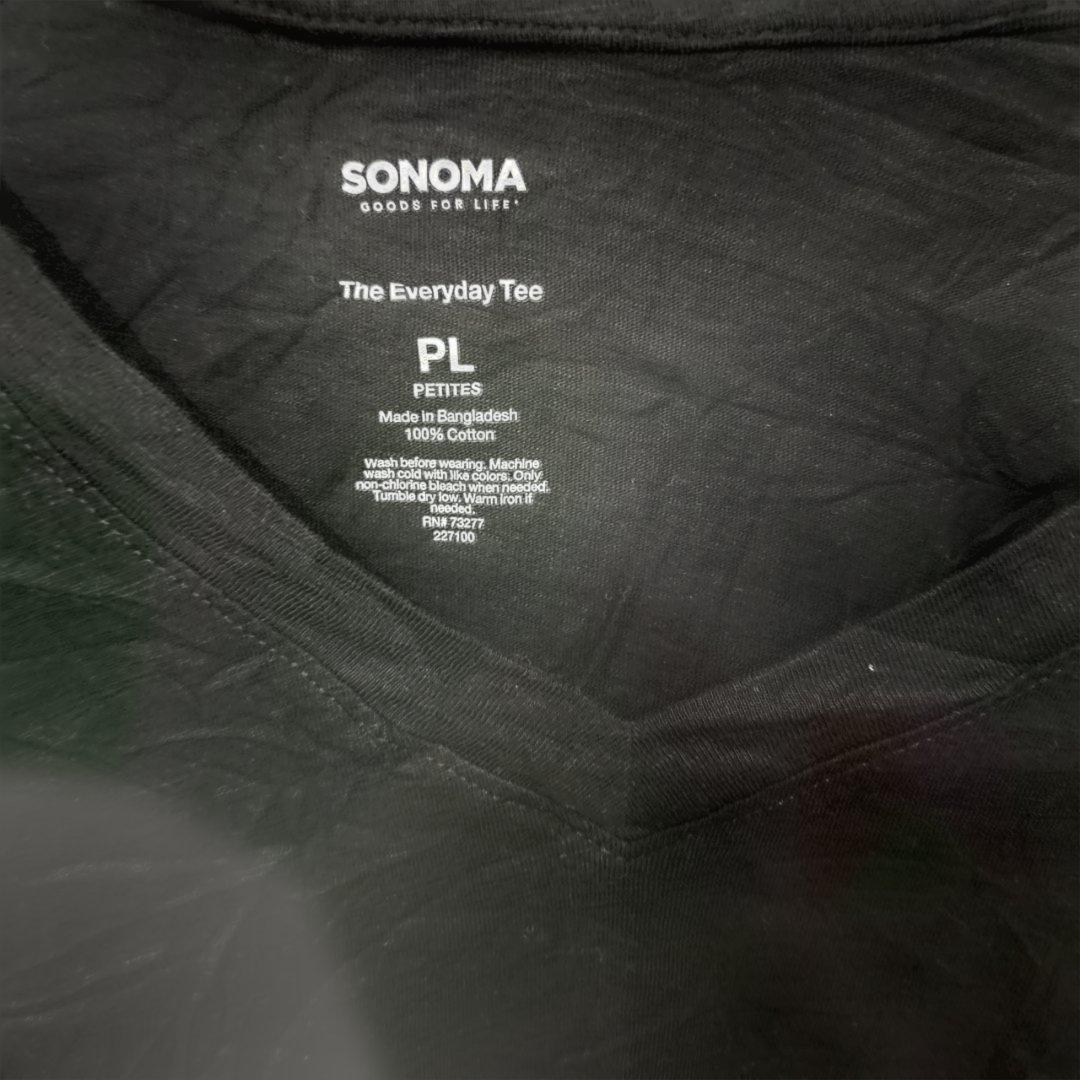 SONOMA
GOODS FOR LIFE
The Everyday Tee
PL
PETITES
Made in Bangladesh
100% Cotton
Wash before wearing. Machine
wash cold with like colors. Only
non-chlorine bleach when needed.
Tumble dry low. Warm iron if
needed.
RN# 73277
227100